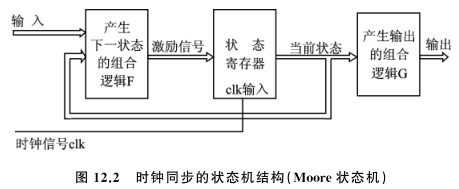 输 入
产生
下一状态
的组合
逻辑F
激励信号
状 态
寄存器
clk输入
当前状态
产生输出
的组合
逻辑G
输出
时钟信号clk
图 12.2 时钟同步的状态机结构(Moore 状态机)